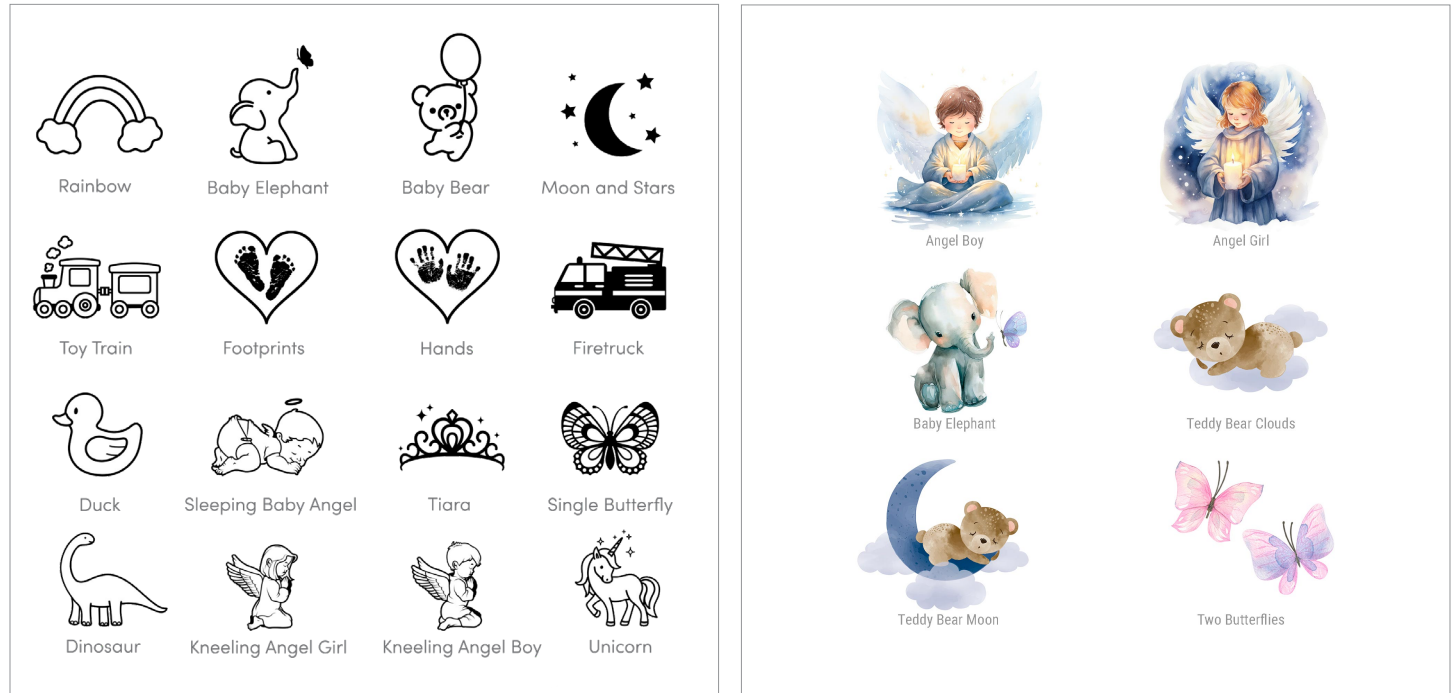 Rainbow
Baby Elephant
Baby Bear
Moon and Stars
Toy Train
Footprints
Hands
Firetruck
Duck
Sleeping Baby Angel
Tiara
Single Butterfly
Dinosaur
Kneeling Angel Girl
Kneeling Angel Boy
Unicorn
Angel Boy
Angel Girl
Baby Elephant
Teddy Bear Clouds
Teddy Bear Moon
Two Butterflies